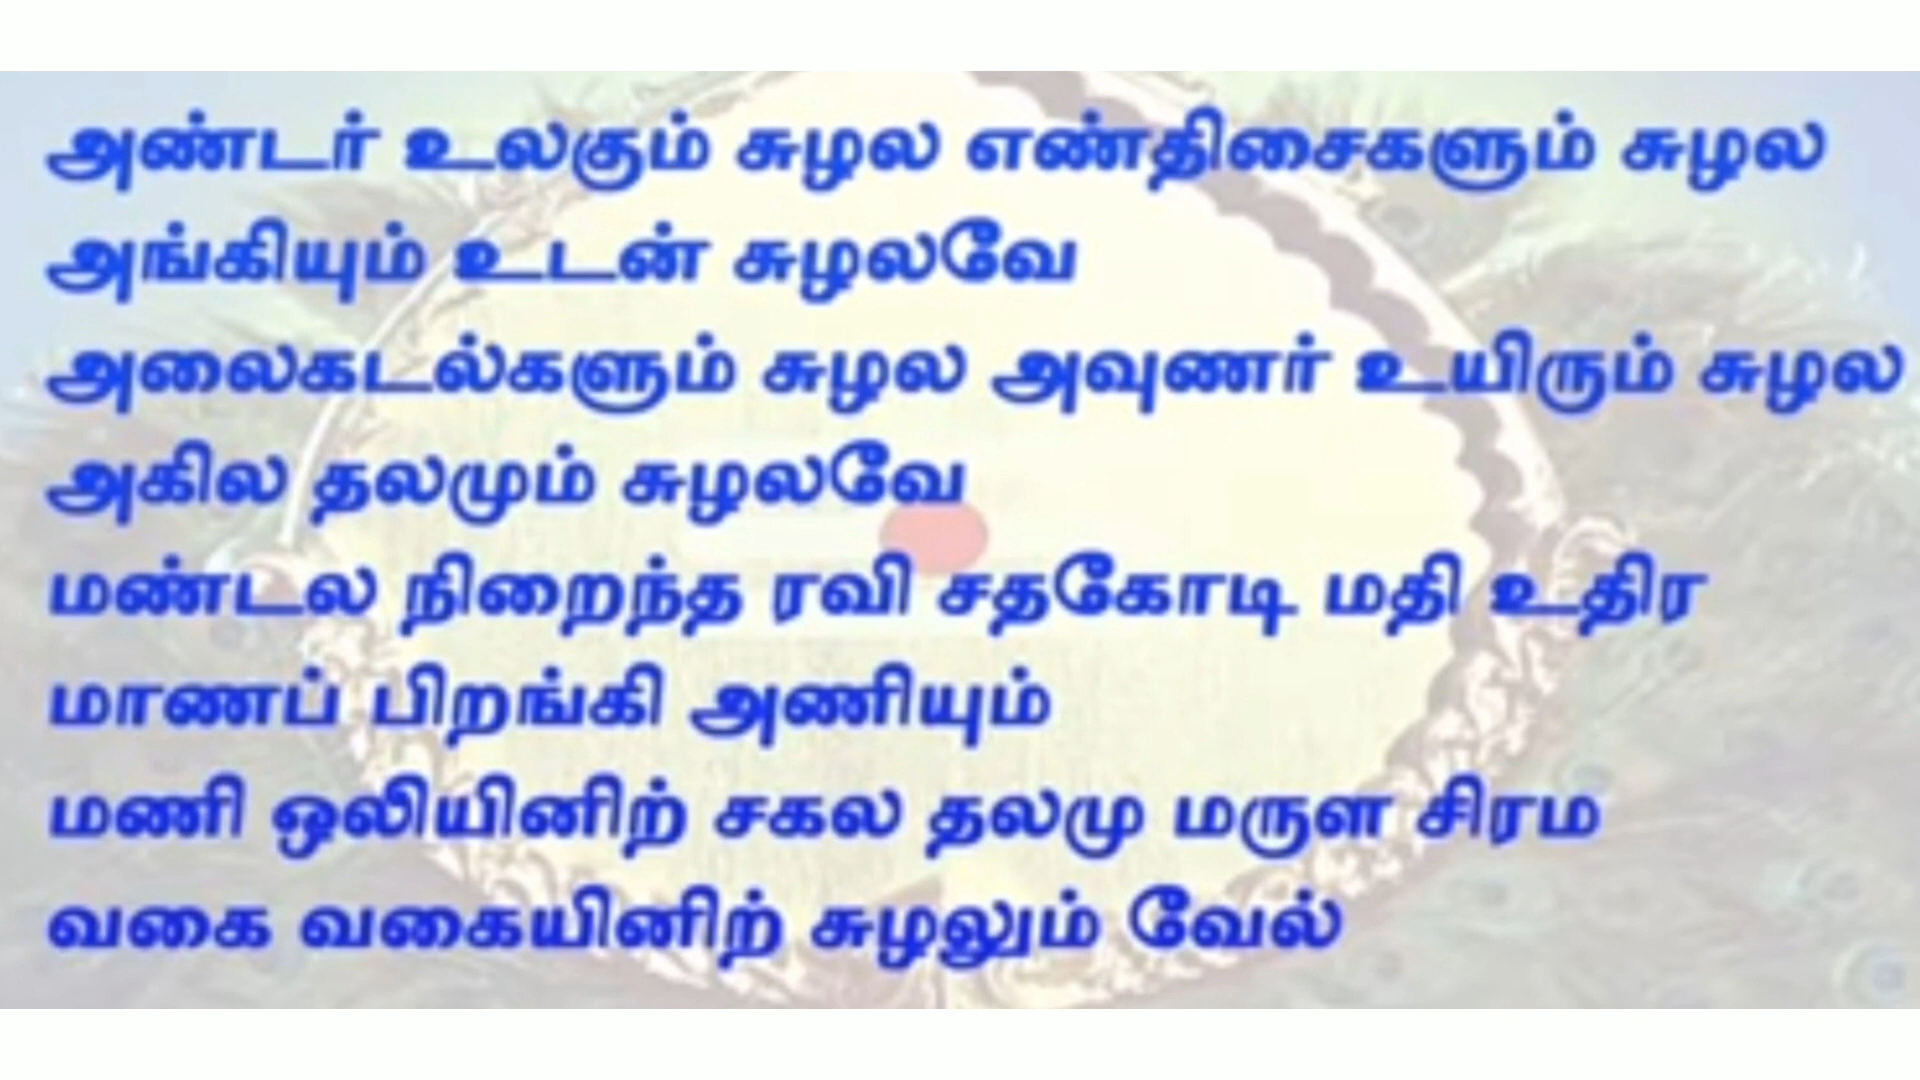 அண்டர் உலகும் சுழல எண்திசைகளும் சுழல
அங்கியும் உடன் சுழலவே
அலைகடல்களும் சுழல அவுணர் உயிரும் சுழல
அகில தலமும் சுழலவே
மண்டல நிறைந்த ரவி சதகோடி மதி உதிர
மாணப் பிறங்கி அணியும்
மணி ஒலியினிற் சகல தலமு மருள சிரம
வகை வகையினிற் சுழலும் வேல்